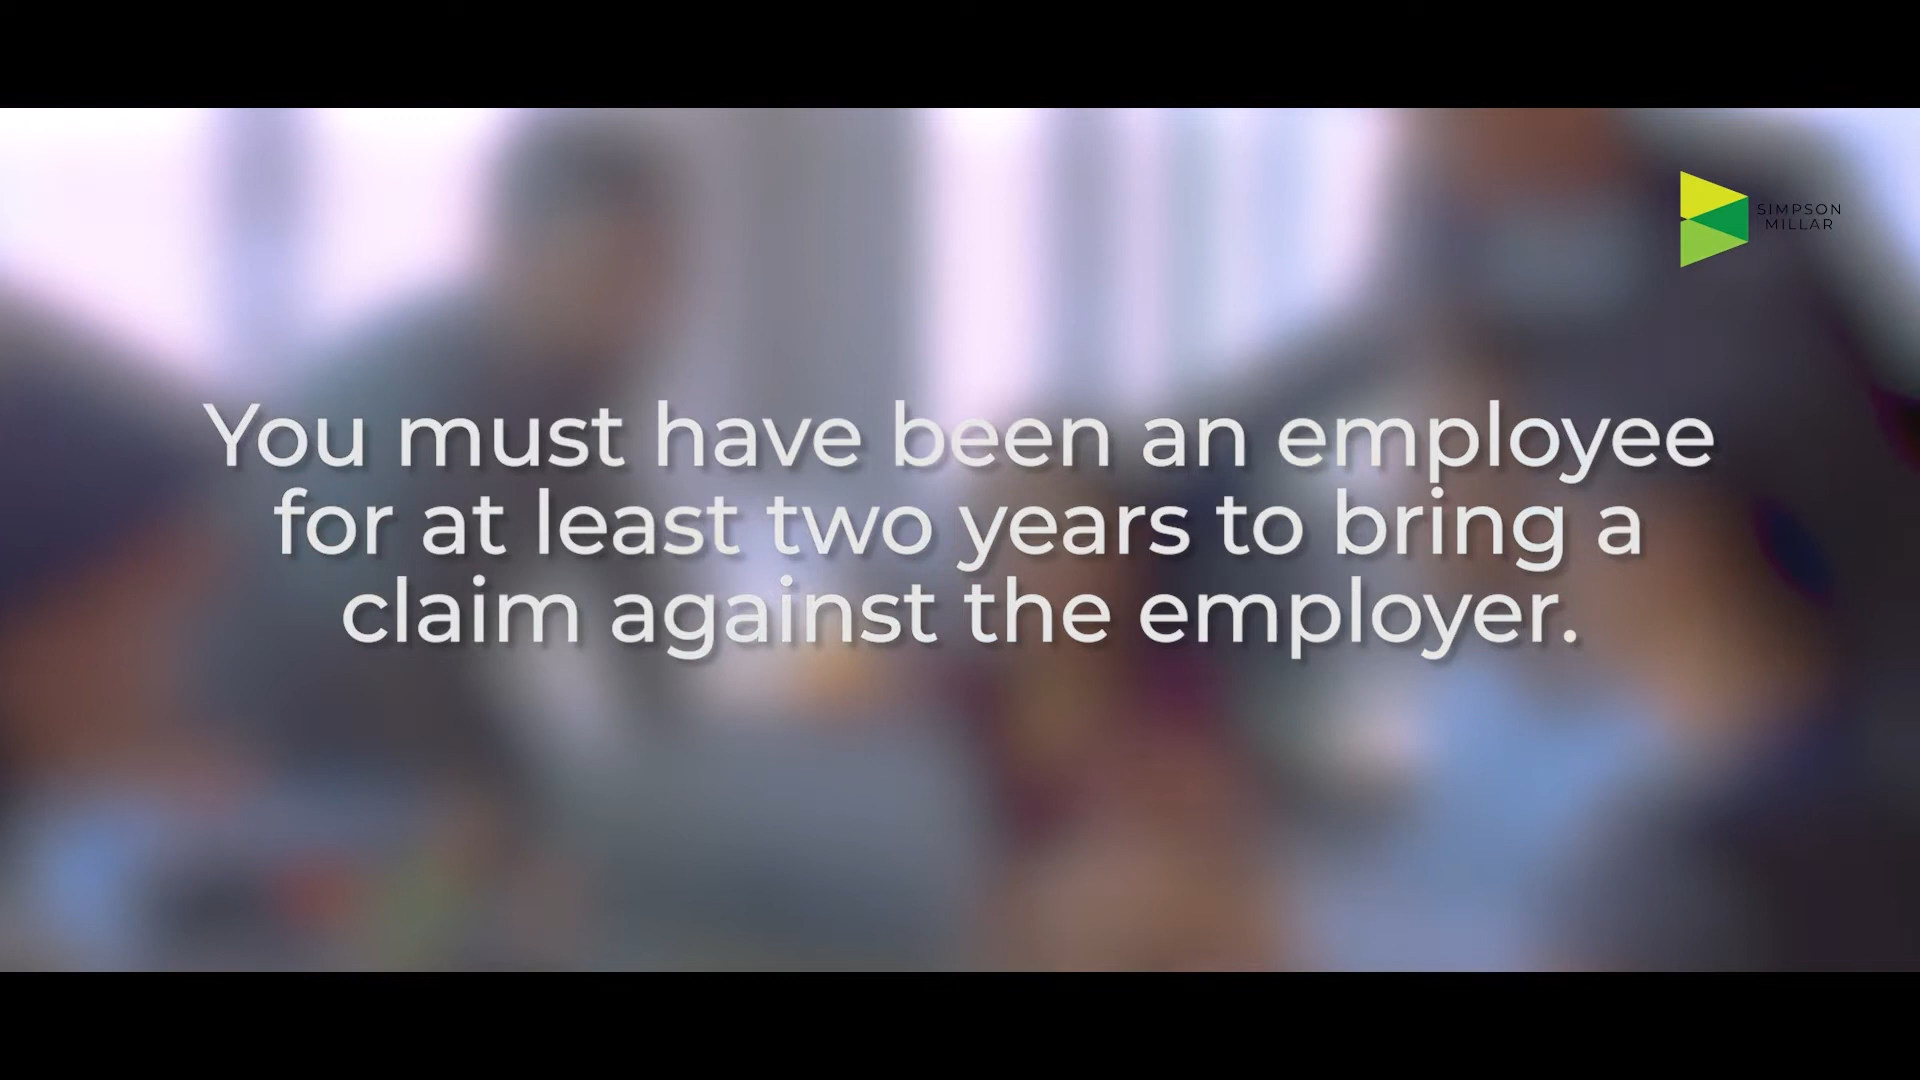 SIMPSON
MILLAR
You must have been an employee
for at least two years to bring a
claim against the employer.